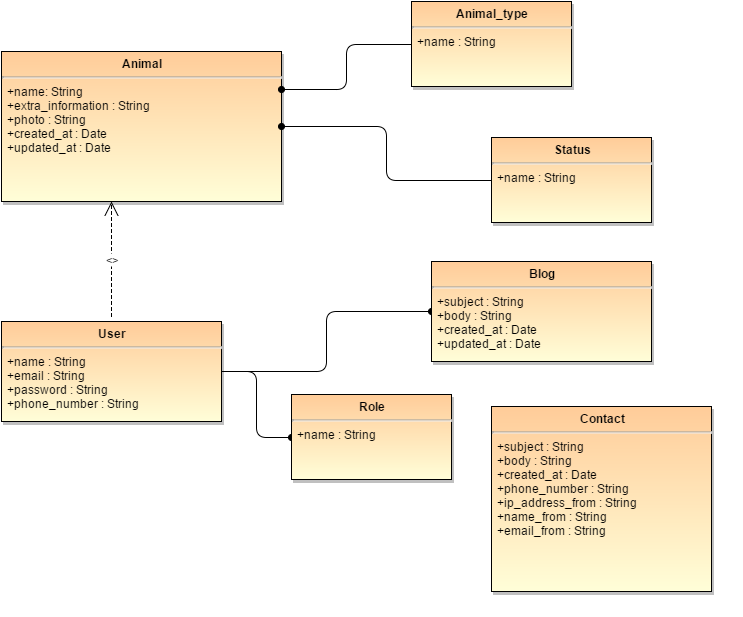 Animal_type
+name : String
Animal
+name: String
+extra_information : String
+photo : String
+created_at : Date
+updated_at : Date
Status
+name : String
<>
Blog
+subject : String
+body : String
+created_at : Date
+updated_at : Date
User
+name : String
+email : String
+password : String
+phone_number : String
Role
+name : String
Contact
+subject : String
+body : String
+created_at : Date
+phone_number : String
+ip_address_from : String
+name_from : String
+email_from : String